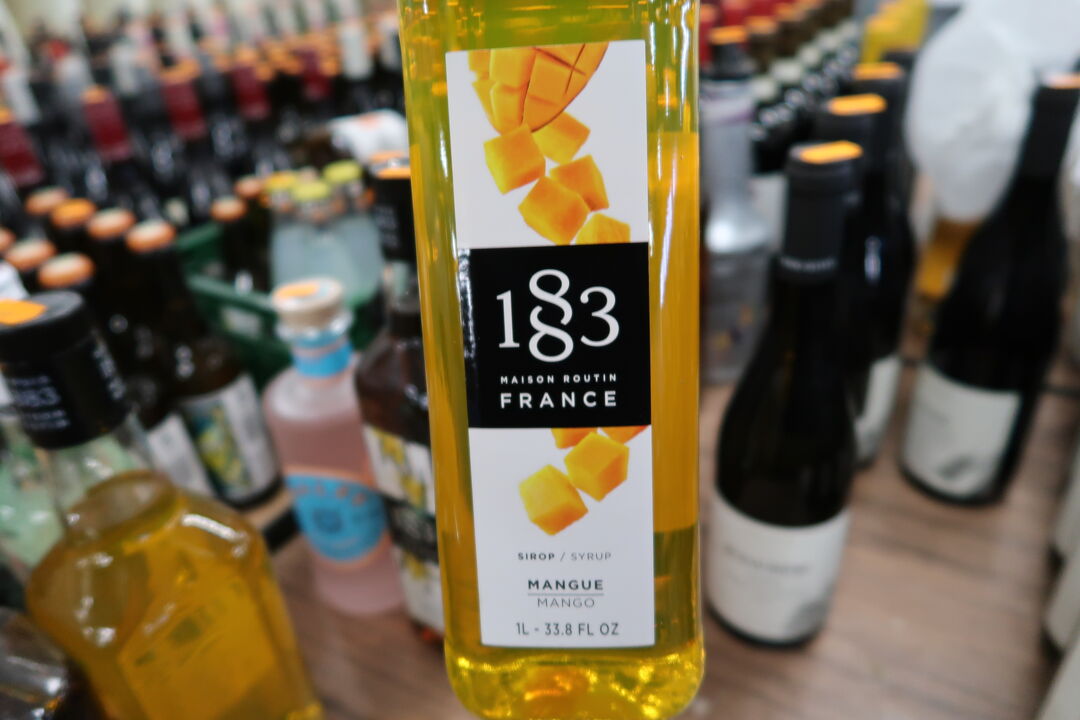 1883
MAISON ROUTIN
FRANCE
SIROP / SYRUP
MANGUE
MANGO
1L - 33.8 FL OZ